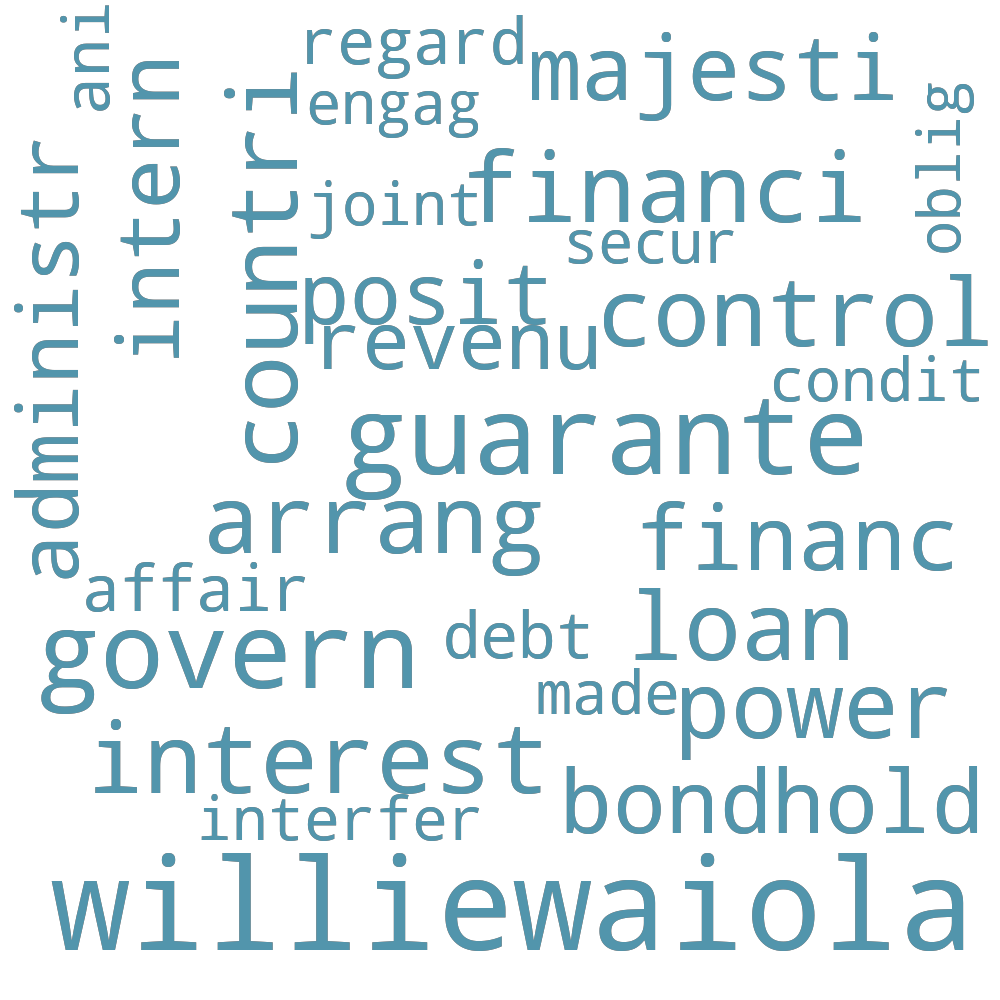 ani
regard
majesti
intern
countri
engag
oblig
administr
joint
financi
secur
posit
control
revenu
condit
guarante
arrang
financ
affair
govern
debt
loan
made
power
interest
bondhold
interfer
williewaiola